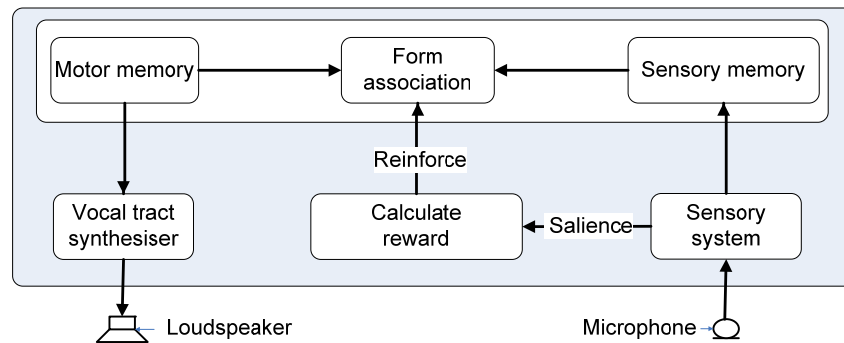 Motor memory
Form
association
Sensory memory
Reinforce
Vocal tract
synthesiser
Calculate
reward
Salience
Sensory
system
Loudspeaker
Microphone